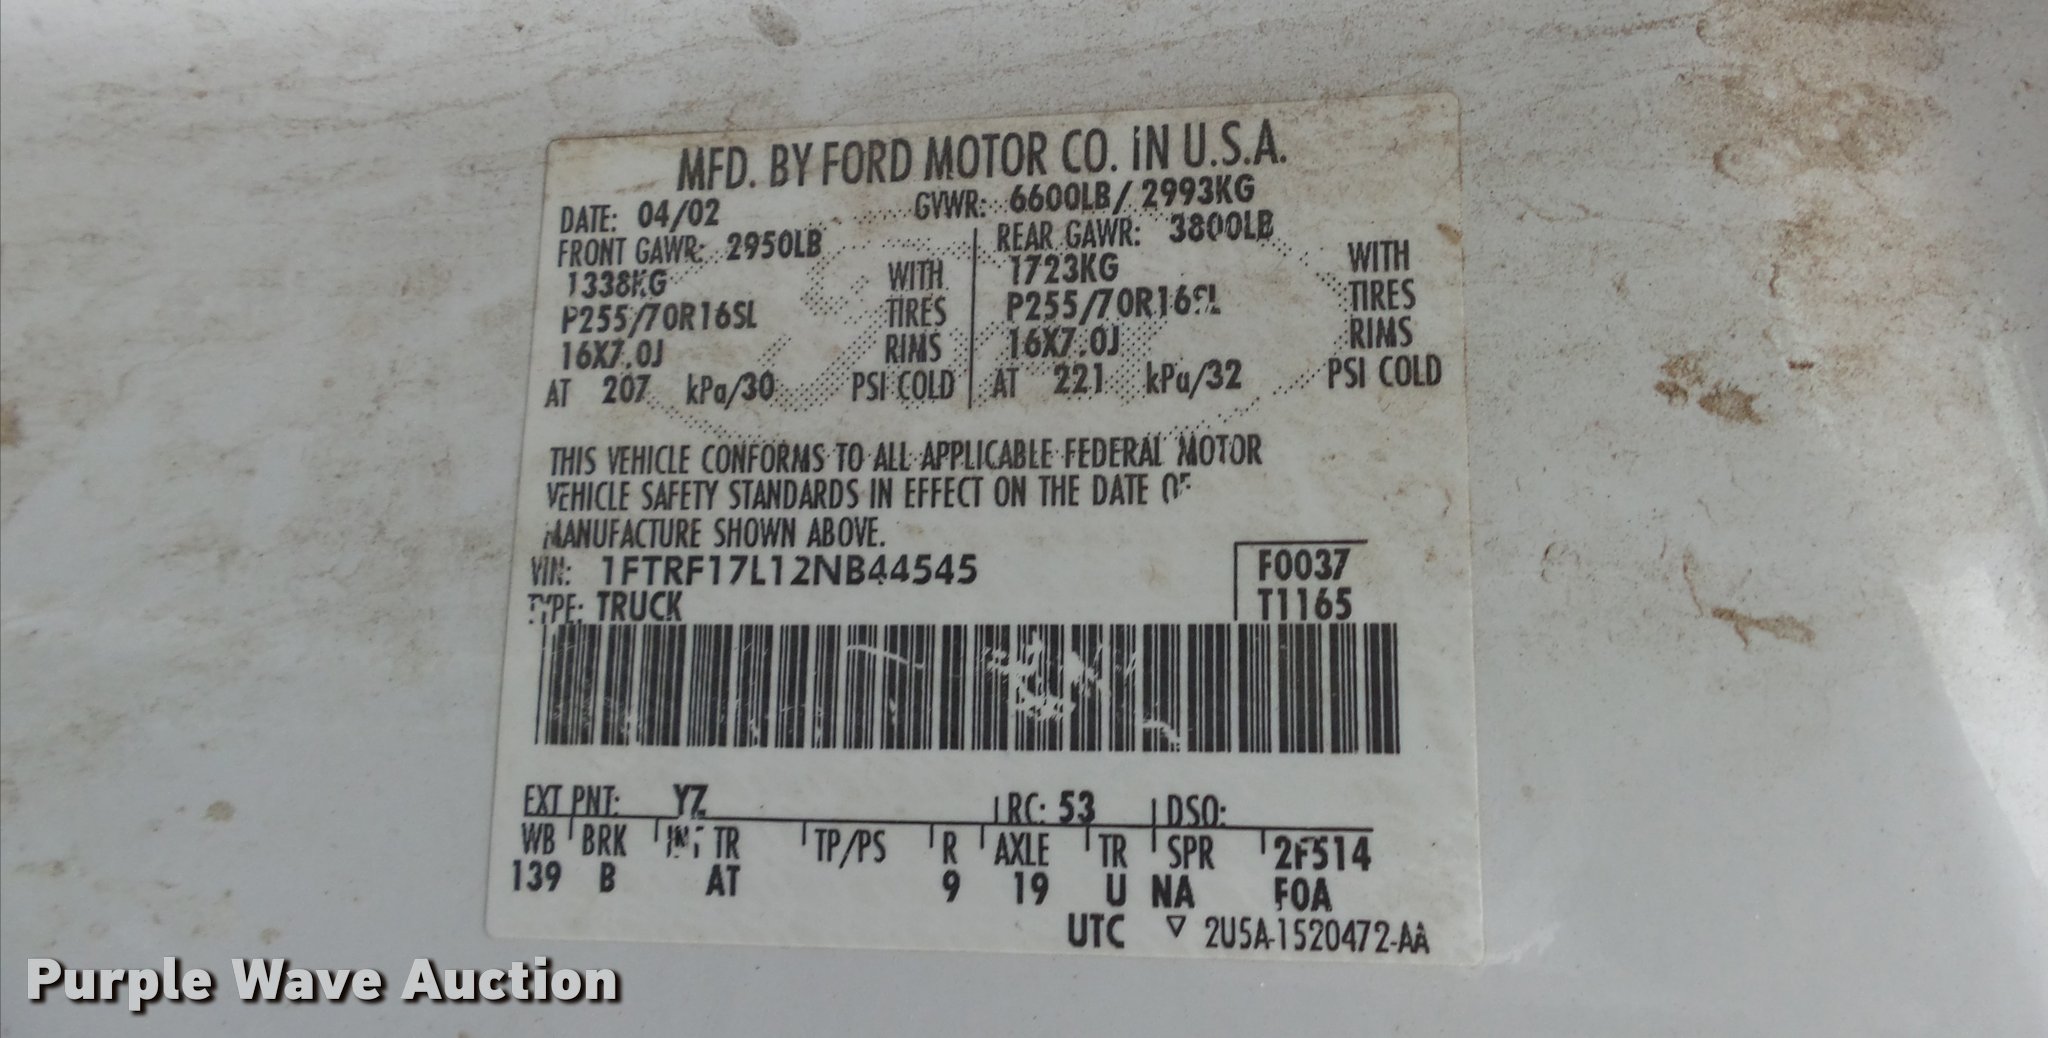 MFD. BY FORD MOTOR CO. IN U.S.A.
DATE: 04/02 GVWR: 6600LB/ 2993KG
FRONT GAWR: 2950LB REAR GAWR: 3800LB
1338KG WITH 1723KG WITH
P255/70R16SL TIRES P255/70R16SL TIRES
16X7.0J RIMS 16X7.0J RIMS
AT 207 kPa/30 PSI COLD AT 221 kPa/32 PSI COLD
THIS VEHICLE CONFORMS TO ALL APPLICABLE FEDERAL MOTOR
VEHICLE SAFETY STANDARDS IN EFFECT ON THE DATE OF
MANUFACTURE SHOWN ABOVE.
VIN: 1FTRF17L12NB44545 F0037
TYPE: TRUCK T1165
EXT PNT: YZ RC: 53 DSO:
WB BRK INT TR TP/PS R AXLE TR SPR 2F514
139 B AT 9 19 U NA F0A
UTC ▽ 2U5A-1520472-AA
Purple Wave Auction